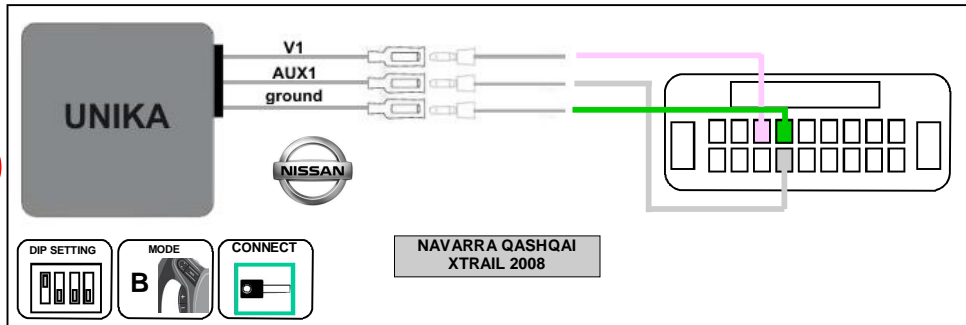 V1
AUX1
ground
UNIKA
NISSAN
DIP SETTING
MODE
B
CONNECT
NAVARRA QASHQAI
XTRAIL 2008